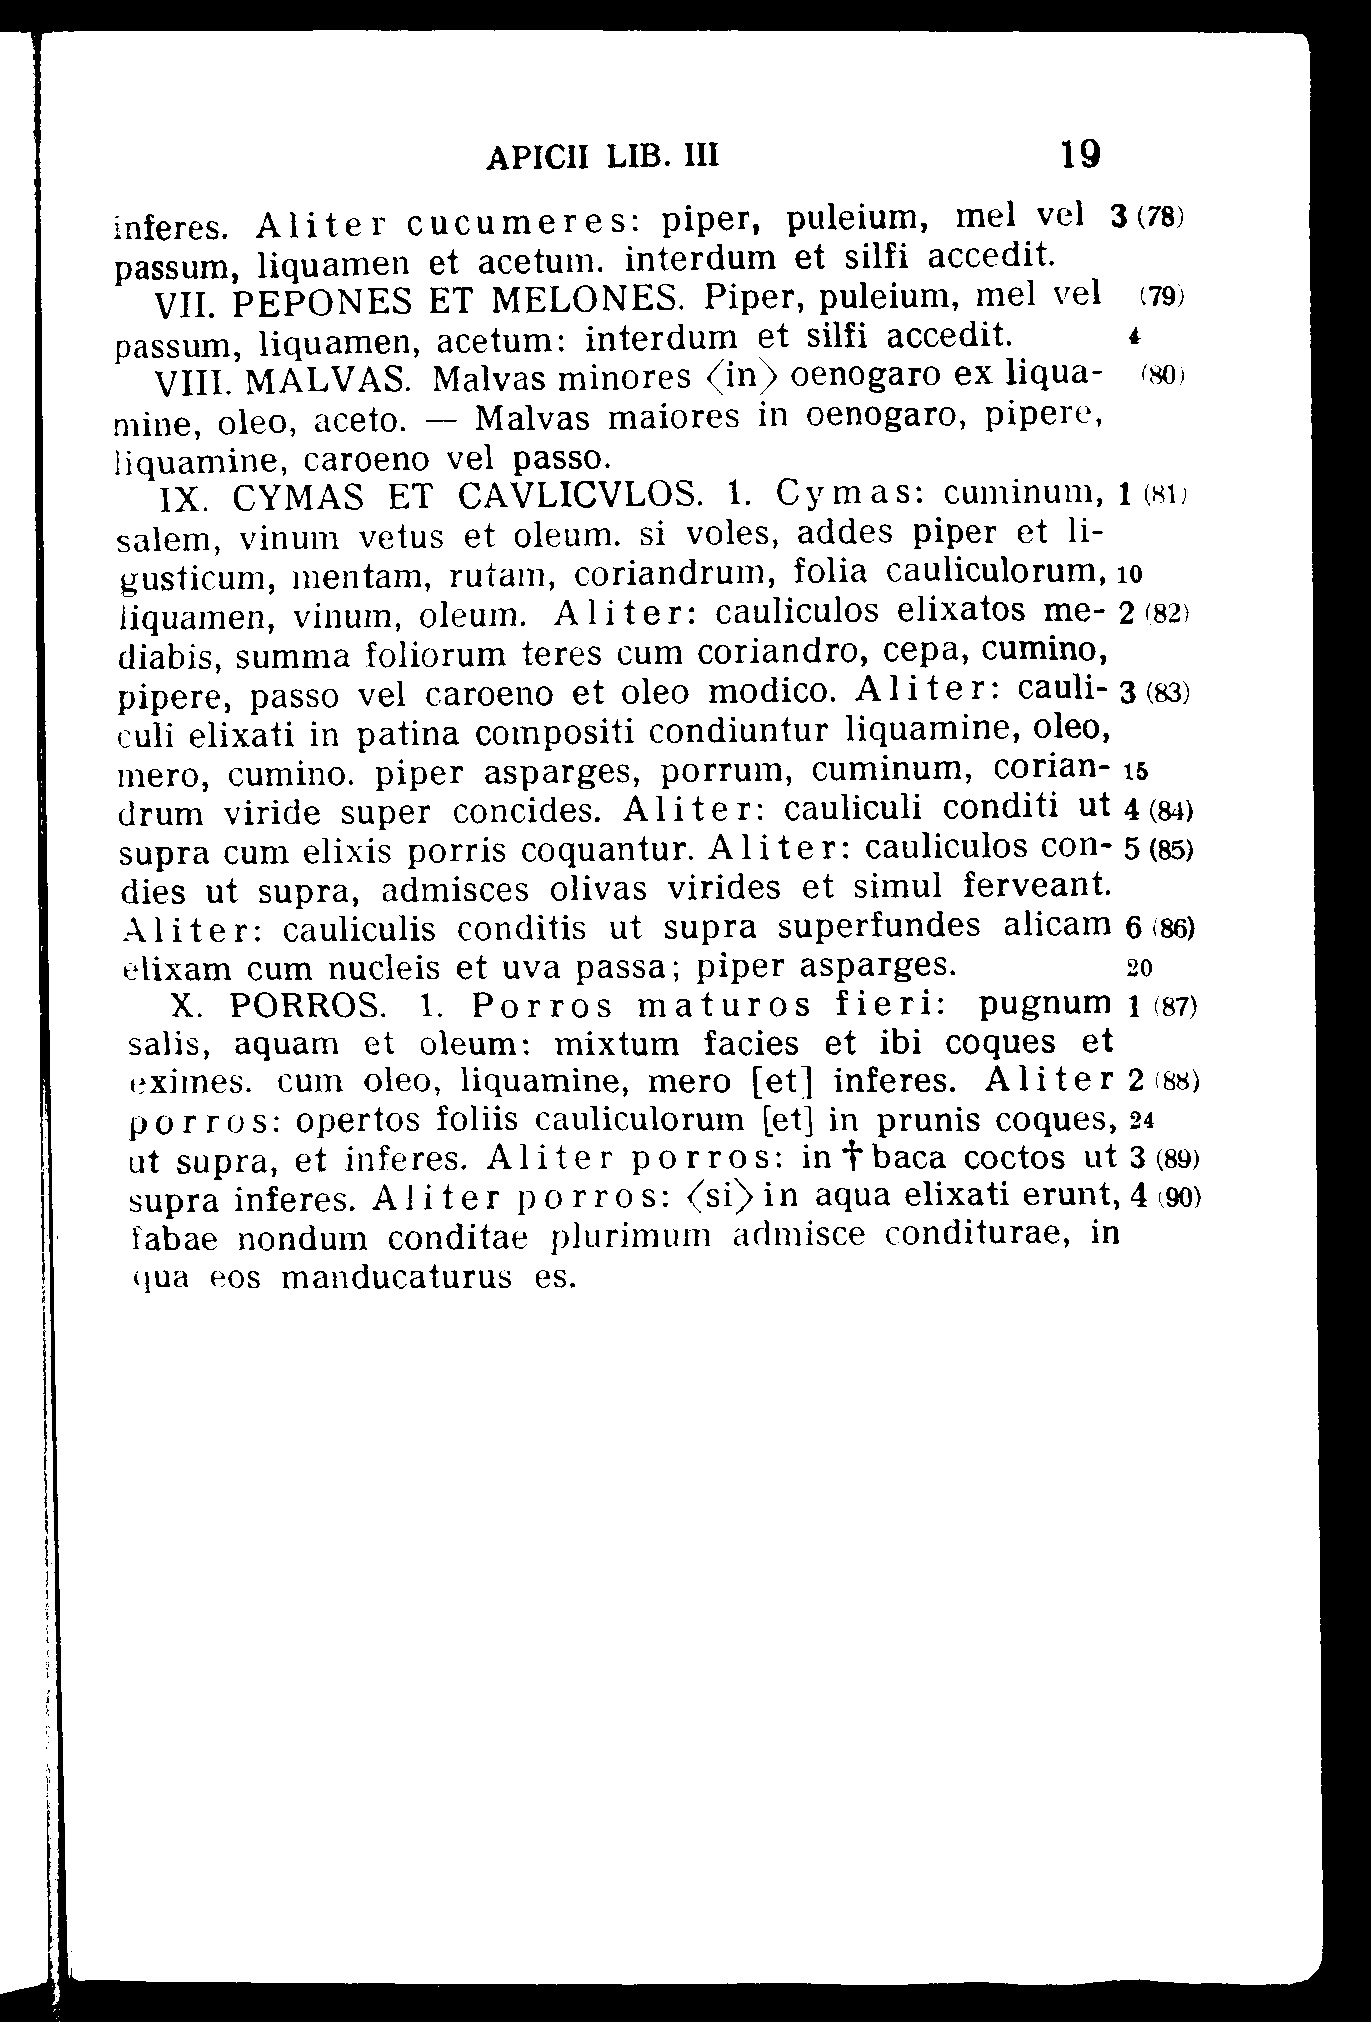 APICII LIB. III 19
inferes. Aliter cucumeres: piper, puleium, mel vel 3 (78)
passum, liquamen et acetum. interdum et silfi accedit.
VII. PEPONES ET MELONES. Piper, puleium, mel vel (79)
passum, liquamen, acetum: interdum et silfi accedit. 4
VIII. MALVAS. Malvas minores ⟨in⟩ oenogaro ex liqua- (80)
mine, oleo, aceto. — Malvas maiores in oenogaro, pipere,
liquamine, caroeno vel passo.
IX. CYMAS ET CAVLICVLOS. 1. Cymas: cuminum, 1 (81)
salem, vinum vetus et oleum. si voles, addes piper et li-
gusticum, mentam, rutam, coriandrum, folia cauliculorum, 10
liquamen, vinum, oleum. Aliter: cauliculos elixatos me- 2 (82)
diabis, summa foliorum teres cum coriandro, cepa, cumino,
pipere, passo vel caroeno et oleo modico. Aliter: cauli- 3 (83)
culi elixati in patina compositi condiuntur liquamine, oleo,
mero, cumino. piper asparges, porrum, cuminum, corian- 15
drum viride super concides. Aliter: cauliculi conditi ut 4 (84)
supra cum elixis porris coquantur. Aliter: cauliculos con- 5 (85)
dies ut supra, admisces olivas virides et simul ferveant.
Aliter: cauliculis conditis ut supra superfundes alicam 6 (86)
elixam cum nucleis et uva passa; piper asparges. 20
X. PORROS. 1. Porros maturos fieri: pugnum 1 (87)
salis, aquam et oleum: mixtum facies et ibi coques et
eximes. cum oleo, liquamine, mero [et] inferes. Aliter 2 (88)
porros: opertos foliis cauliculorum [et] in prunis coques, 24
ut supra, et inferes. Aliter porros: in †baca coctos ut 3 (89)
supra inferes. Aliter porros: ⟨si⟩ in aqua elixati erunt, 4 (90)
fabae nondum conditae plurimum admisce conditurae, in
qua eos manducaturus es.